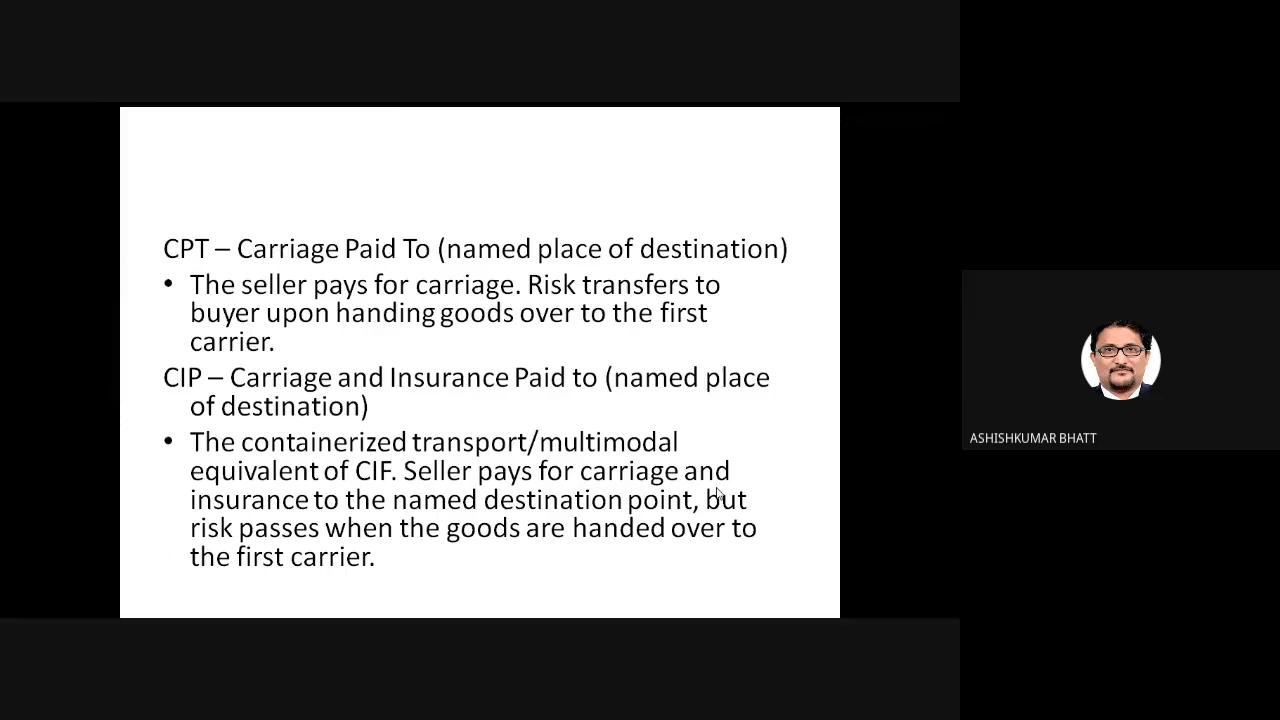 CPT – Carriage Paid To (named place of destination)
• The seller pays for carriage. Risk transfers to
buyer upon handing goods over to the first
carrier.
CIP – Carriage and Insurance Paid to (named place
of destination)
• The containerized transport/multimodal
equivalent of CIF. Seller pays for carriage and
insurance to the named destination point, but
risk passes when the goods are handed over to
the first carrier.
ASHISHKUMAR BHATT